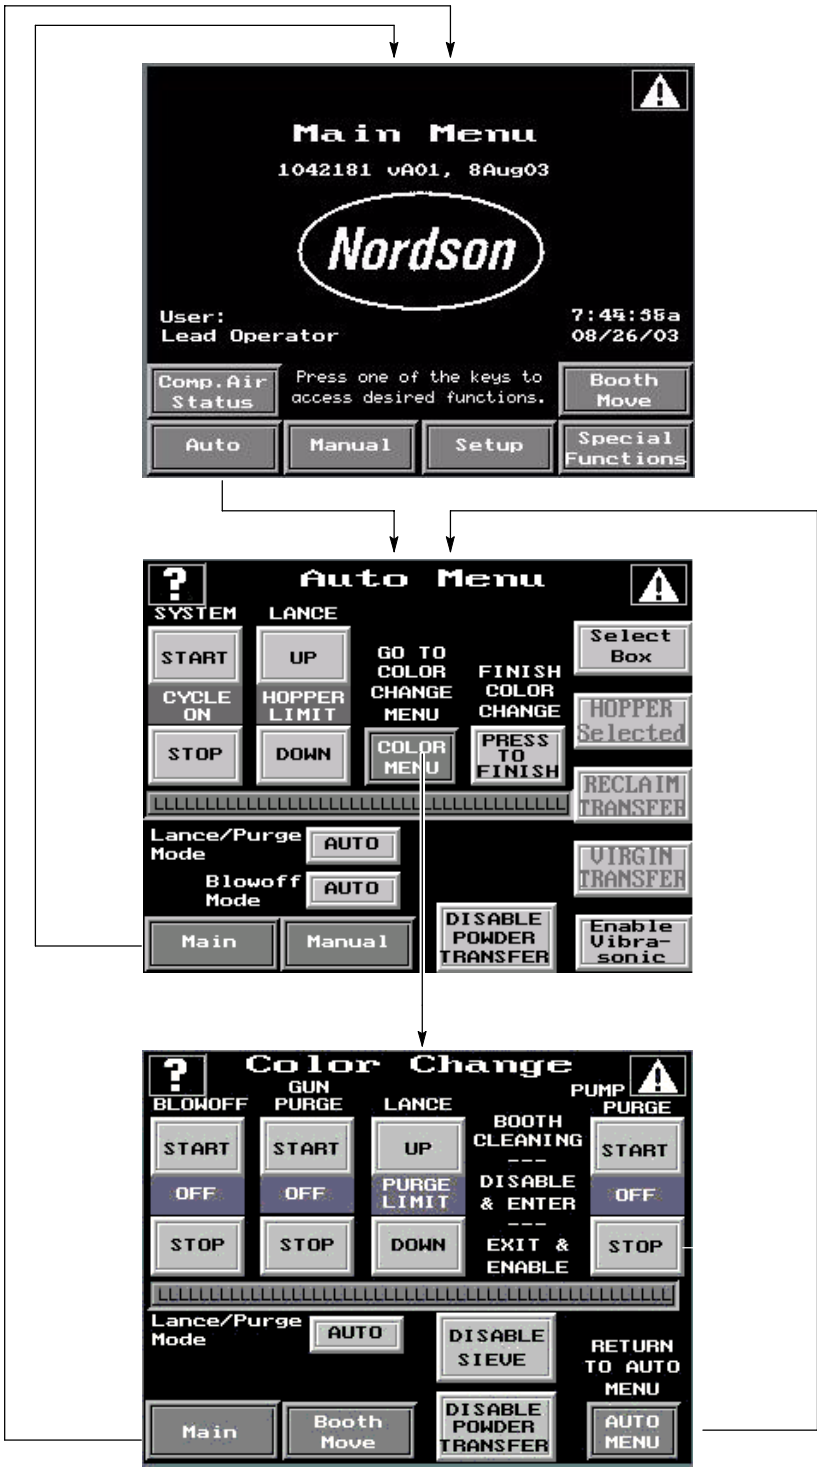 Main Menu
1042181 vA01, 8Aug03
Nordson
User:
Lead Operator
08/26/03
Comp.Air
Status
Press one of the keys to
access desired functions.
Booth
Move
Auto
Manual
Setup
Special
Functions
?
Auto Menu
SYSTEM
LANCE
START
UP
GO TO
COLOR
CHANGE
MENU
FINISH
COLOR
CHANGE
Select
Box
CYCLE
ON
HOPPER
LIMIT
HOPPER
Selected
STOP
DOWN
COLOR
MENU
PRESS
TO
FINISH
RECLAIM
TRANSFER
Lance/Purge
Mode
AUTO
VIRGIN
TRANSFER
Blowoff
Mode
AUTO
Main
Manual
DISABLE
POWDER
TRANSFER
Enable
Vibra-
sonic
?
Color Change
BLOWOFF
GUN
PURGE
LANCE
PUMP
PURGE
START
START
UP
BOOTH
CLEANING
---
DISABLE
& ENTER
---
EXIT &
ENABLE
START
OFF
OFF
PURGE
LIMIT
OFF
STOP
STOP
DOWN
STOP
Lance/Purge
Mode
AUTO
DISABLE
SIEVE
RETURN
TO AUTO
MENU
Main
Booth
Move
DISABLE
POWDER
TRANSFER
AUTO
MENU